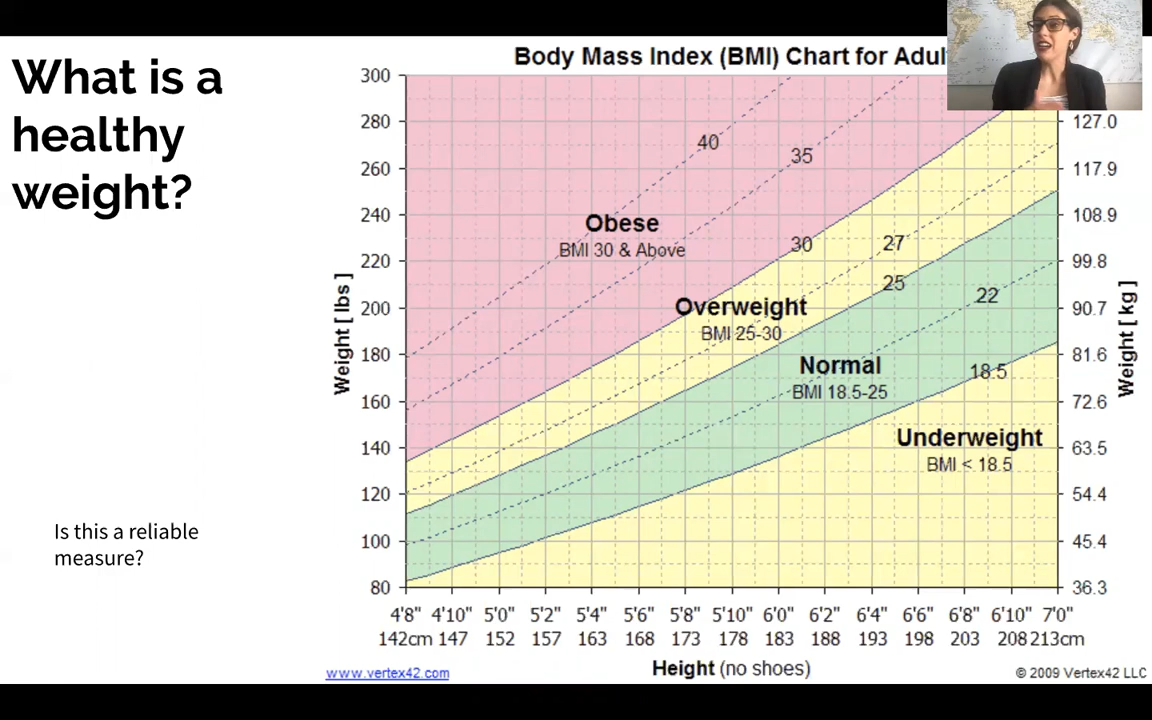 What is a
healthy
weight?
Is this a reliable
measure?
Body Mass Index (BMI) Chart for
300
280
260
240
220
200
180
160
140
120
100
80
Weight [ lbs ]
40
35
Obese
BMI 30 & Above
30
27
25
Overweight
BMI 25-30
22
Normal
BMI 18.5-25
18.5
Underweight
BMI < 18.5
127.0
117.9
108.9
99.8
90.7
81.6
72.6
63.5
54.4
45.4
36.3
Weight [ kg ]
4'8" 4'10" 5'0" 5'2" 5'4" 5'6" 5'8" 5'10" 6'0" 6'2" 6'4" 6'6" 6'8" 6'10" 7'0"
142cm 147 152 157 163 168 173 178 183 188 193 198 203 208 213cm
Height (no shoes)
www.vertex42.com
© 2009 Vertex42 LLC